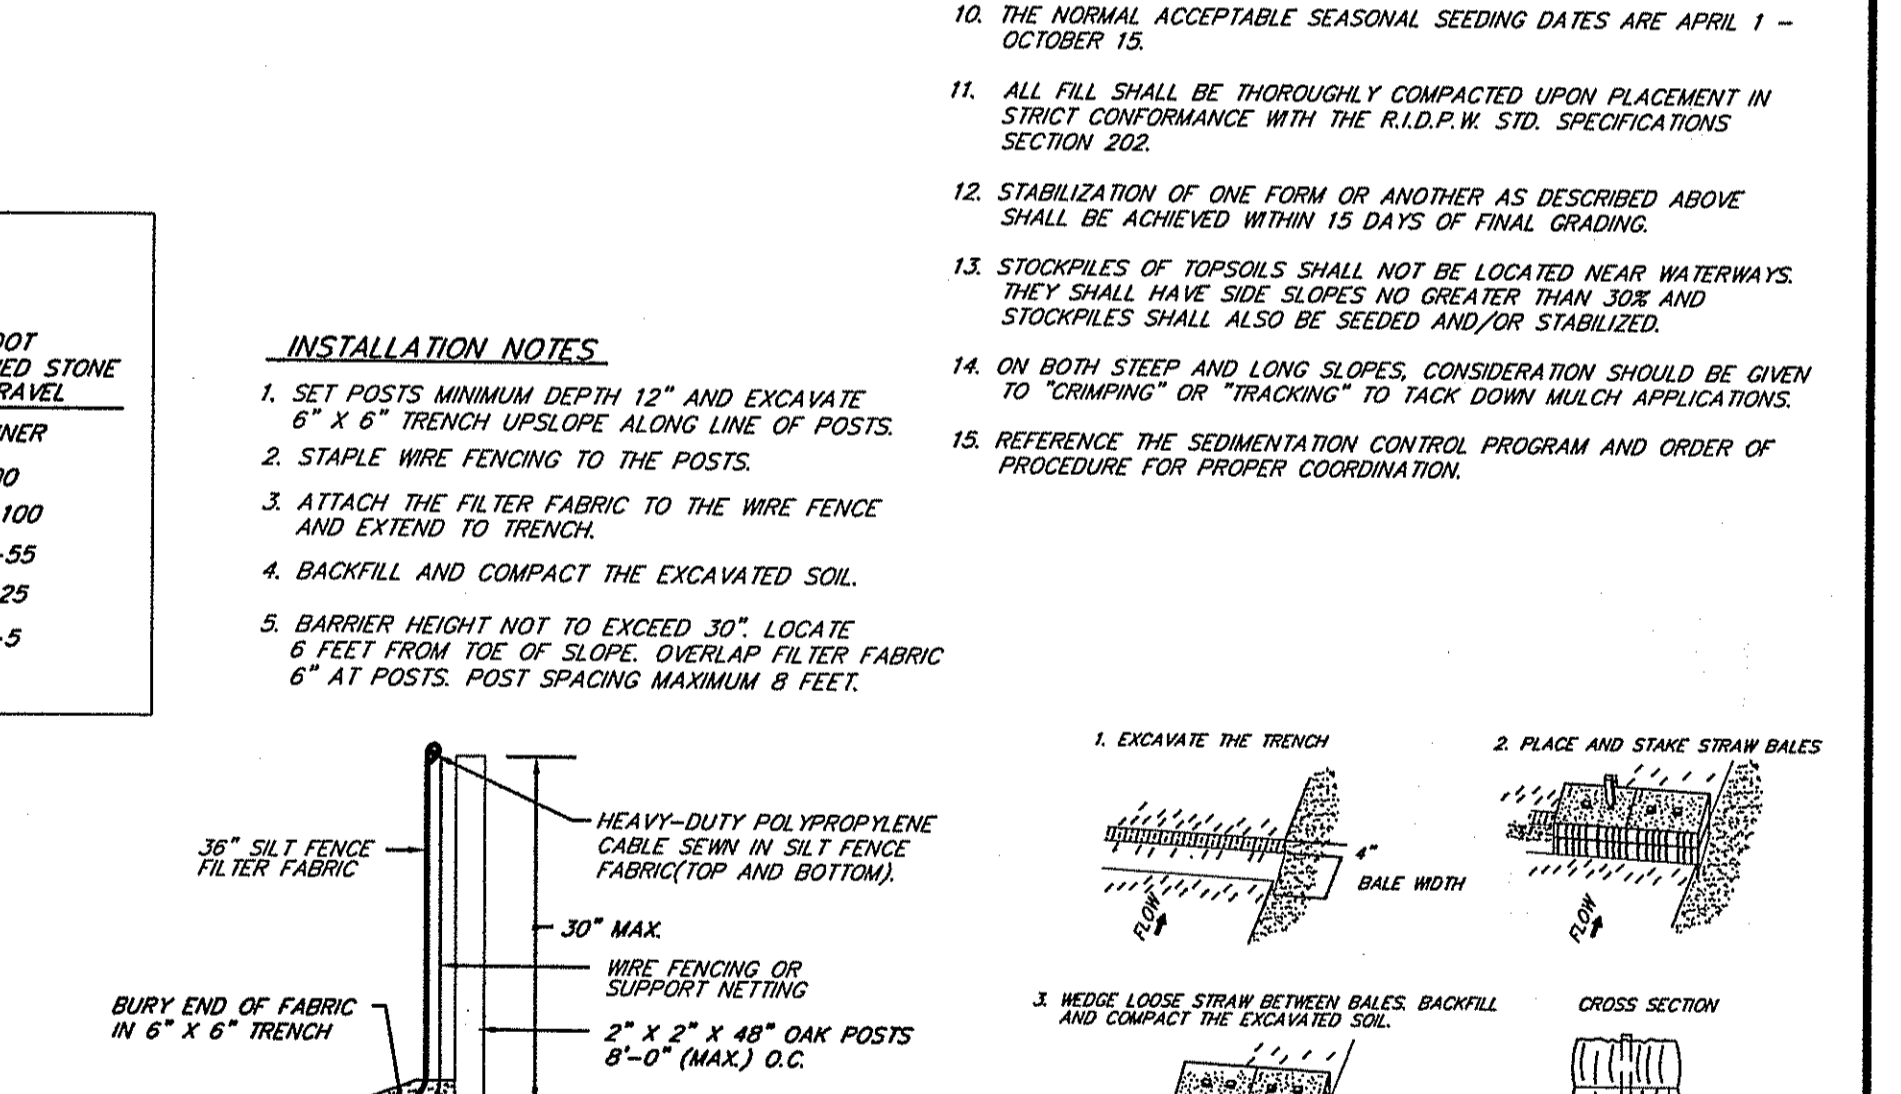 10. THE NORMAL ACCEPTABLE SEASONAL SEEDING DATES ARE APRIL 1 –
OCTOBER 15.
11. ALL FILL SHALL BE THOROUGHLY COMPACTED UPON PLACEMENT IN
STRICT CONFORMANCE WITH THE R.I.D.P.W. STD. SPECIFICATIONS
SECTION 202.
12. STABILIZATION OF ONE FORM OR ANOTHER AS DESCRIBED ABOVE
SHALL BE ACHIEVED WITHIN 15 DAYS OF FINAL GRADING.
13. STOCKPILES OF TOPSOILS SHALL NOT BE LOCATED NEAR WATERWAYS.
THEY SHALL HAVE SIDE SLOPES NO GREATER THAN 30% AND
STOCKPILES SHALL ALSO BE SEEDED AND/OR STABILIZED.
14. ON BOTH STEEP AND LONG SLOPES, CONSIDERATION SHOULD BE GIVEN
TO "CRIMPING" OR "TRACKING" TO TACK DOWN MULCH APPLICATIONS.
15. REFERENCE THE SEDIMENTATION CONTROL PROGRAM AND ORDER OF
PROCEDURE FOR PROPER COORDINATION.
STONE
100
-55
25
-5
INSTALLATION NOTES
1. SET POSTS MINIMUM DEPTH 12" AND EXCAVATE
6" X 6" TRENCH UPSLOPE ALONG LINE OF POSTS.
2. STAPLE WIRE FENCING TO THE POSTS.
3. ATTACH THE FILTER FABRIC TO THE WIRE FENCE
AND EXTEND TO TRENCH.
4. BACKFILL AND COMPACT THE EXCAVATED SOIL.
5. BARRIER HEIGHT NOT TO EXCEED 30". LOCATE
6 FEET FROM TOE OF SLOPE. OVERLAP FILTER FABRIC
6" AT POSTS. POST SPACING MAXIMUM 8 FEET.
36" SILT FENCE
FILTER FABRIC
HEAVY-DUTY POLYPROPYLENE
CABLE SEWN IN SILT FENCE
FABRIC(TOP AND BOTTOM).
30" MAX.
WIRE FENCING OR
SUPPORT NETTING
BURY END OF FABRIC
IN 6" X 6" TRENCH
2" X 2" X 48" OAK POSTS
8'-0" (MAX.) O.C.
1. EXCAVATE THE TRENCH
4"
BALE WIDTH
FLOW
2. PLACE AND STAKE STRAW BALES
FLOW
3. WEDGE LOOSE STRAW BETWEEN BALES. BACKFILL
AND COMPACT THE EXCAVATED SOIL.
CROSS SECTION